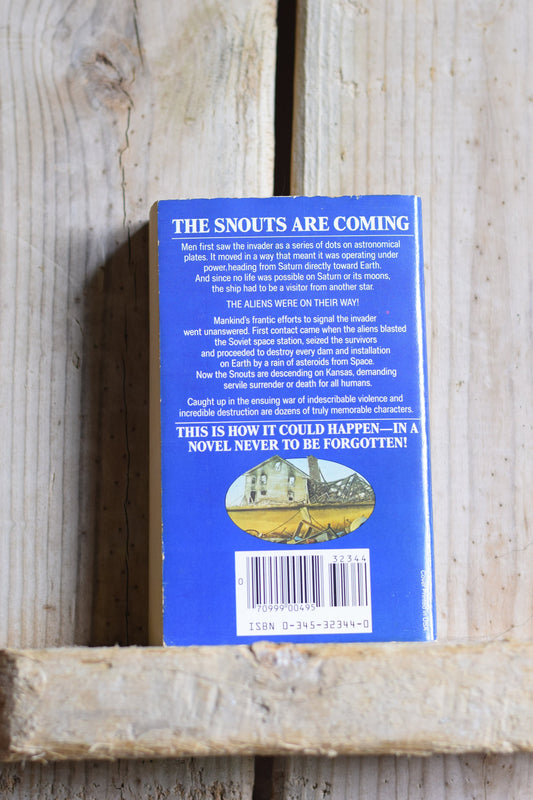 THE SNOUTS ARE COMING
Men first saw the invader as a series of dots on astronomical
plates. It moved in a way that meant it was operating under
power, heading from Saturn directly toward Earth.
And since no life was possible on Saturn or its moons,
the ship had to be a visitor from another star.
THE ALIENS WERE ON THEIR WAY!
Mankind's frantic efforts to signal the invader
went unanswered. First contact came when the aliens blasted
the Soviet space station, seized the survivors
and proceeded to destroy every dam and installation
on Earth by a rain of asteroids from Space.
Now the Snouts are descending on Kansas, demanding
servile surrender or death for all humans.
Caught up in the ensuing war of indescribable violence and
incredible destruction are dozens of truly memorable characters.
THIS IS HOW IT COULD HAPPEN—IN A
NOVEL NEVER TO BE FORGOTTEN!
32344
0
70999 00495
ISBN 0-345-32344-0
Cover Printed in USA